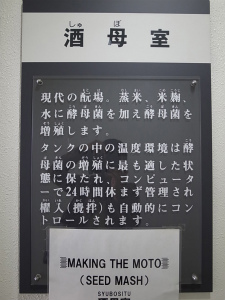 しゅ ぼ
酒母室
現代の酛場。蒸米、米麹、
水に酵母菌を加え酵母菌を
増殖します。
タンクの中の温度環境は酵
母菌の増殖に最も適した状
態に保たれ、コンピュータ
ーで24時間休まず管理され
櫂入(攪拌)も自動的にコン
トロールされます。
MAKING THE MOTO
(SEED MASH)
SYUBOSITU